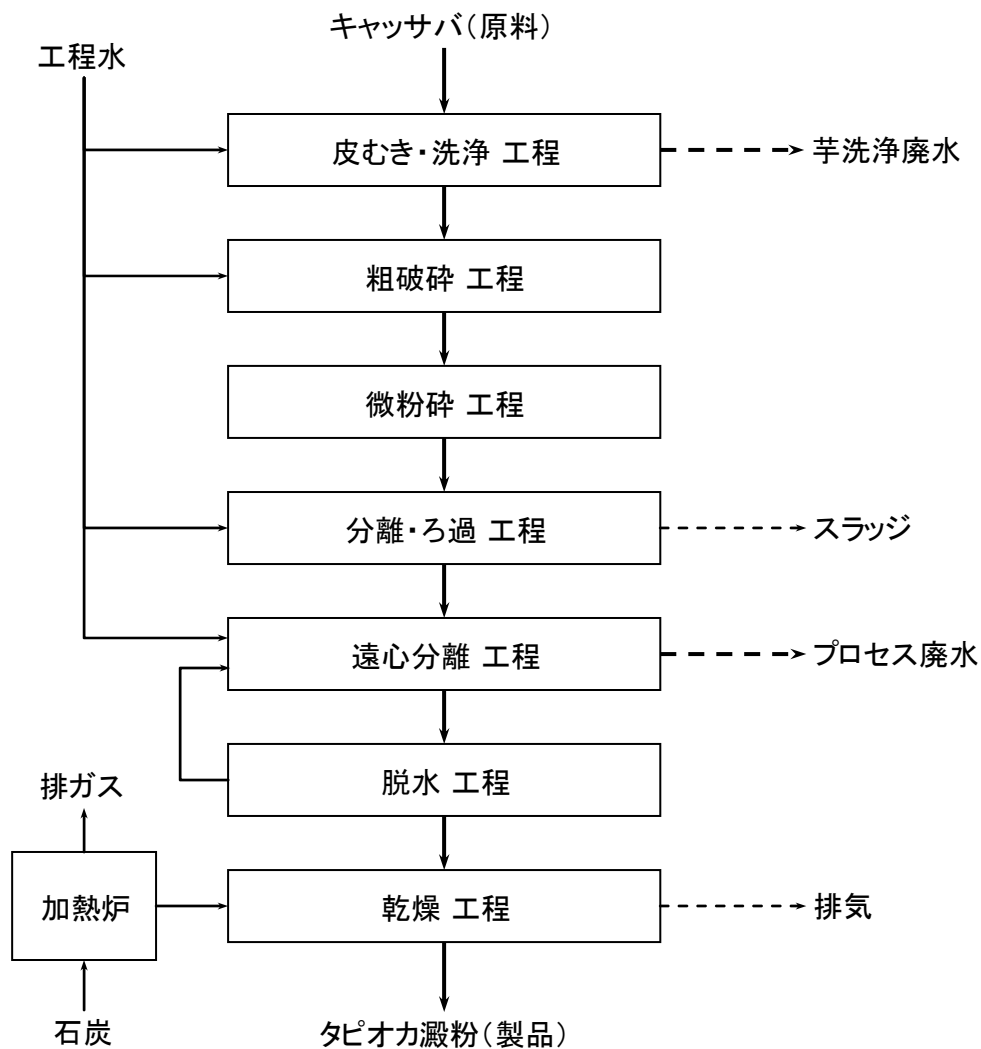 キャッサバ（原料）
工程水
皮むき・洗浄 工程
芋洗浄廃水
粗破砕 工程
微粉砕 工程
分離・ろ過 工程
スラッジ
遠心分離 工程
プロセス廃水
脱水 工程
排ガス
加熱炉
乾燥 工程
排気
石炭
タピオカ澱粉（製品）